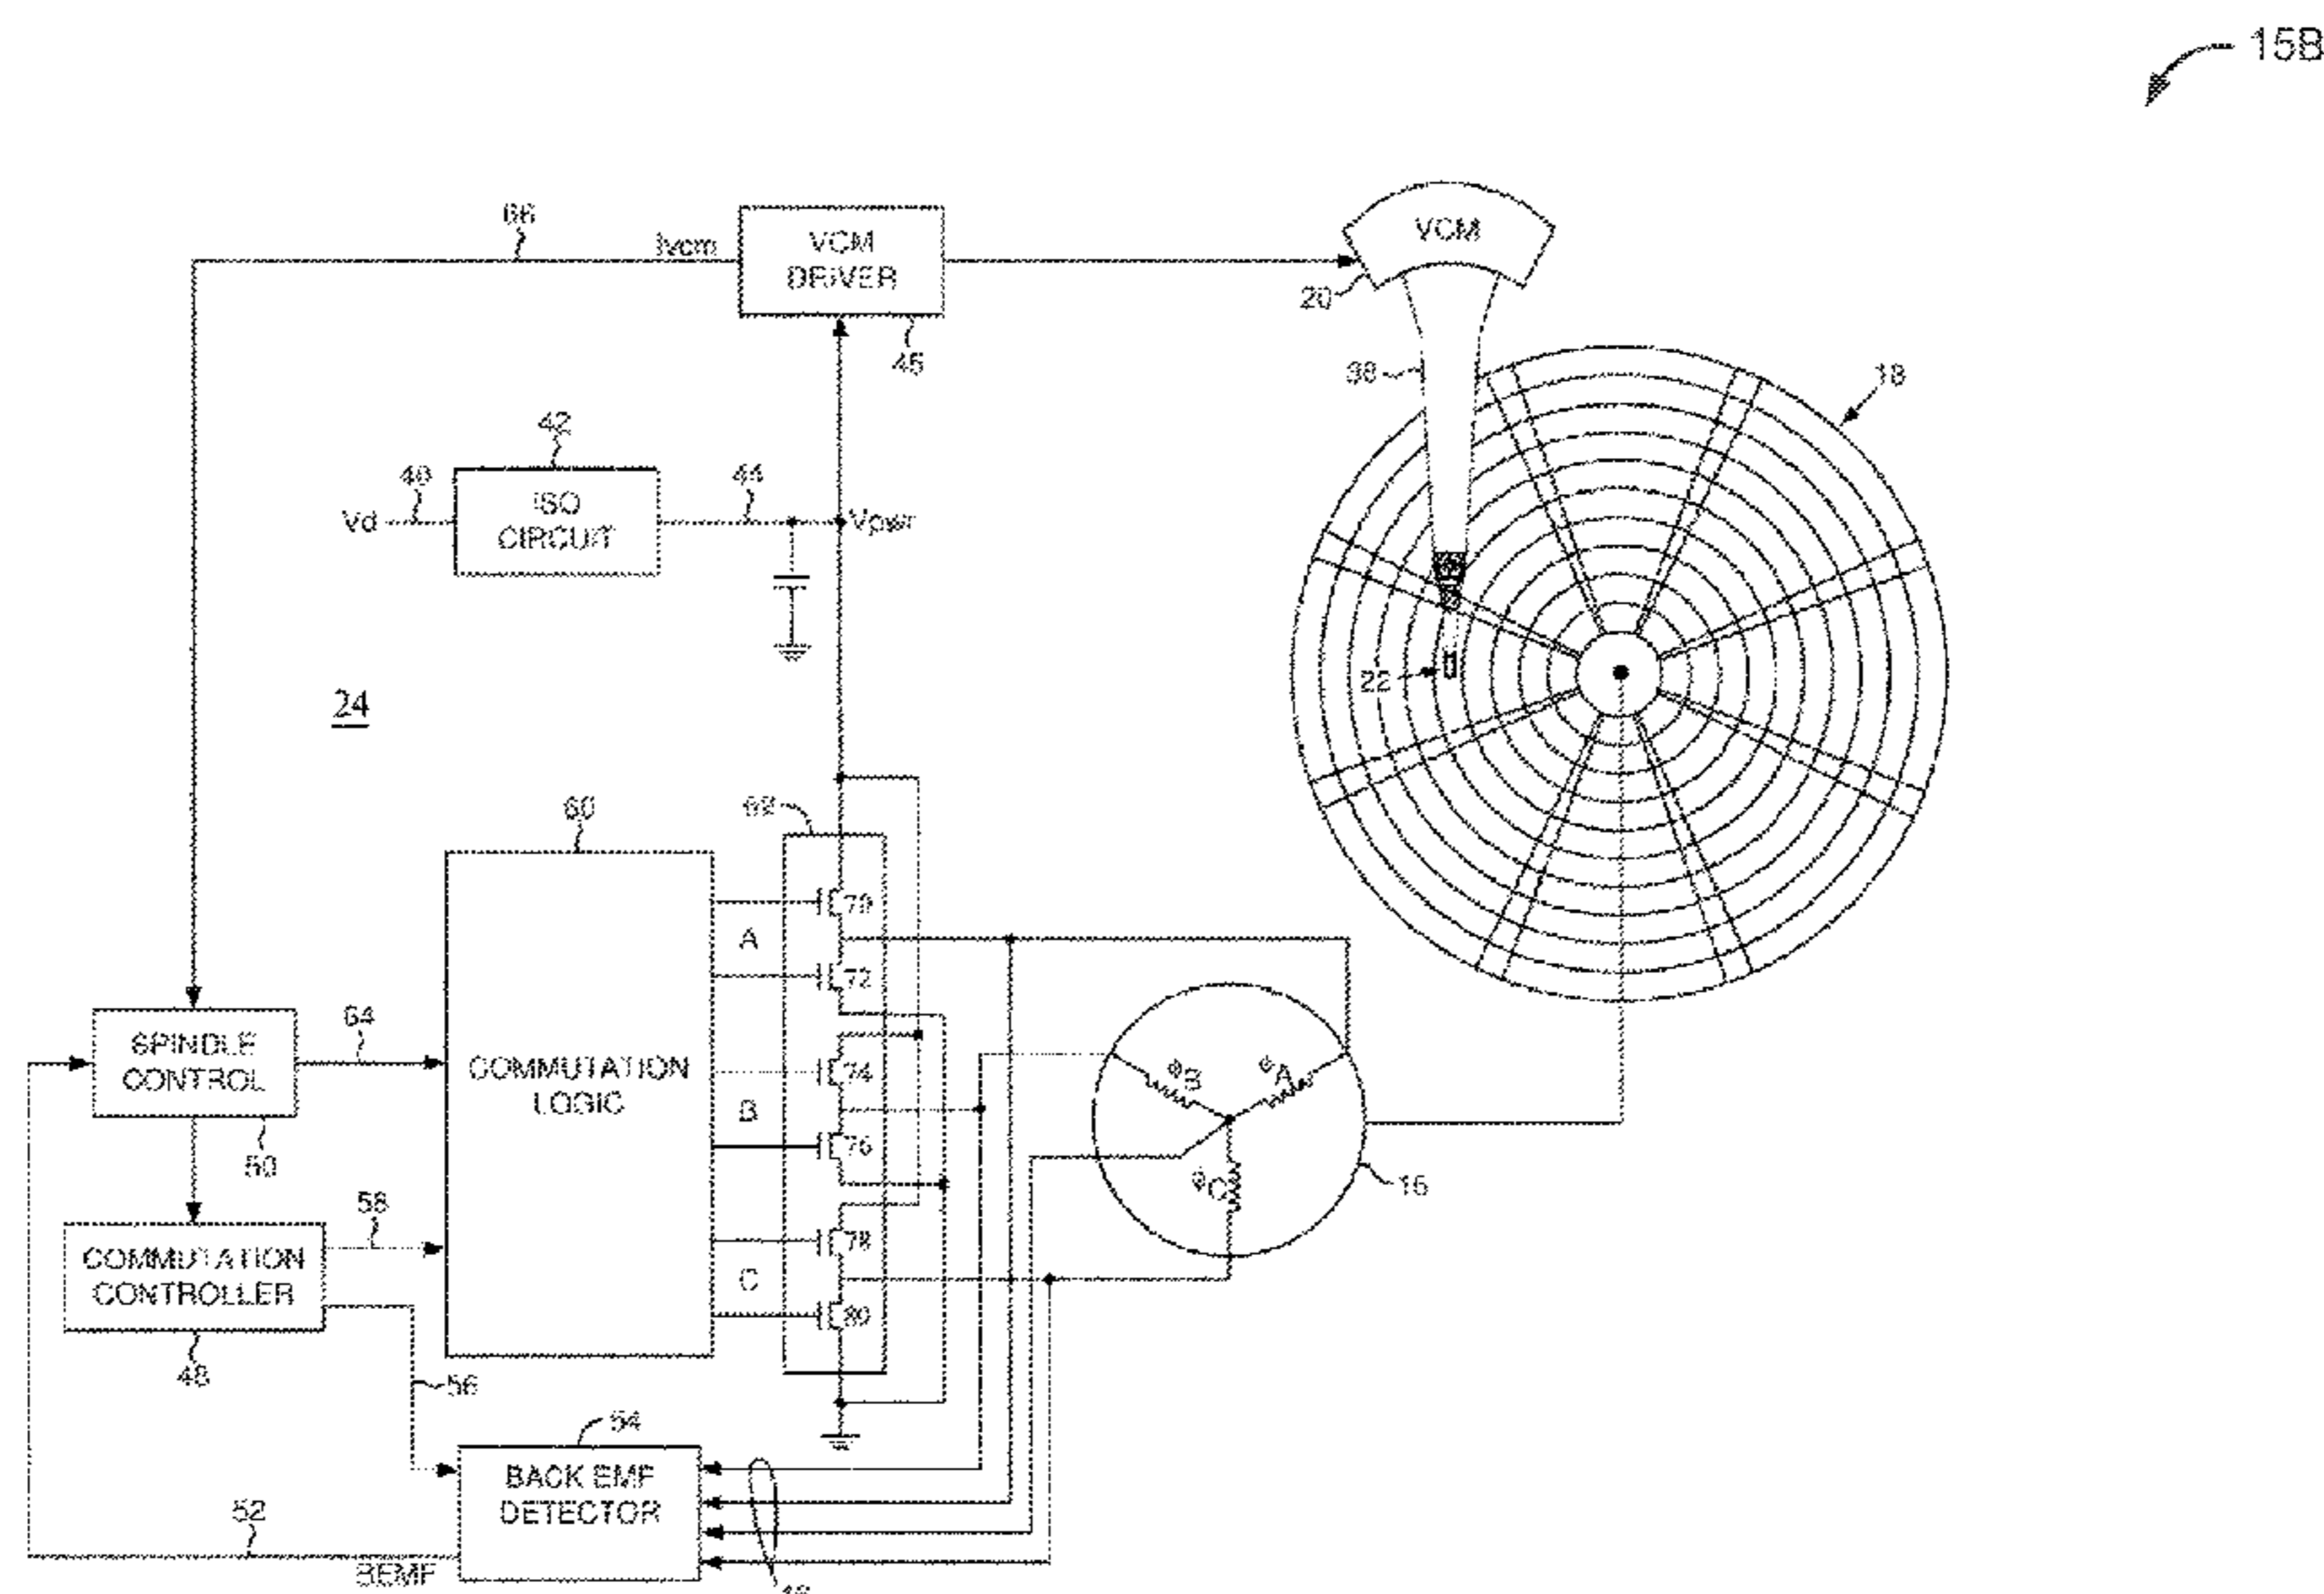 15B
66
Ivcm
VCM
DRIVER
VCM
20
45
38
18
42
40
44
Vd
ISO
CIRCUIT
Vpwr
22
24
60
62
70
A
72
64
SPINDLE
CONTROL
COMMUTATION
LOGIC
74
B
76
ϕB
ϕA
50
58
ϕC
16
COMMUTATION
CONTROLLER
78
C
80
48
56
54
BACK EMF
DETECTOR
52
BEMF